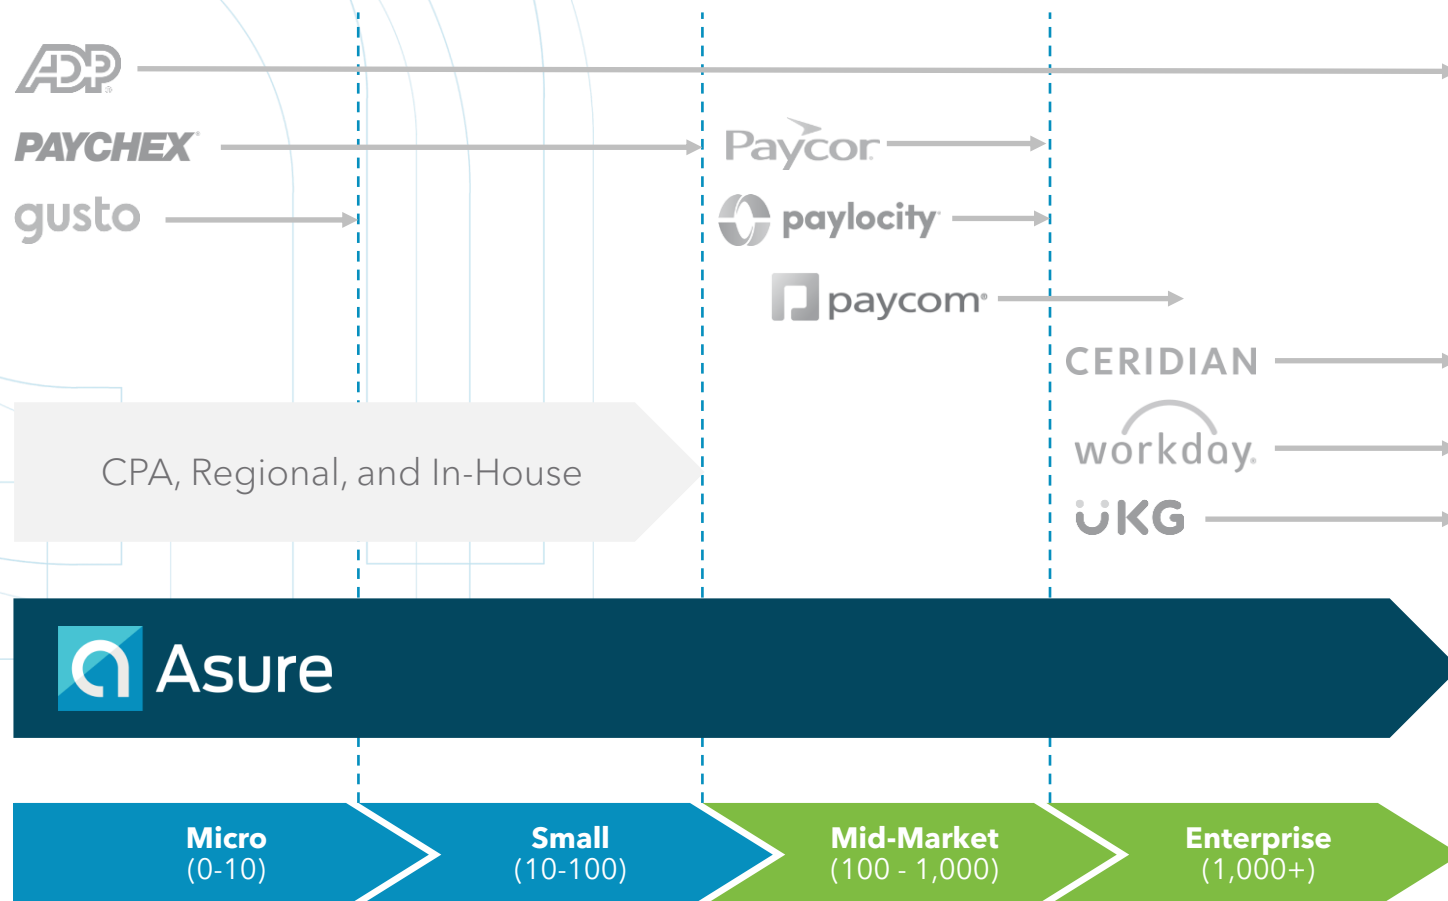 ADP®
PAYCHEX®
gusto
Paycor
paylocity
paycom®
CERIDIAN
workday.
UKG
CPA, Regional, and In-House
Asure
Micro
(0-10)
Small
(10-100)
Mid-Market
(100 - 1,000)
Enterprise
(1,000+)